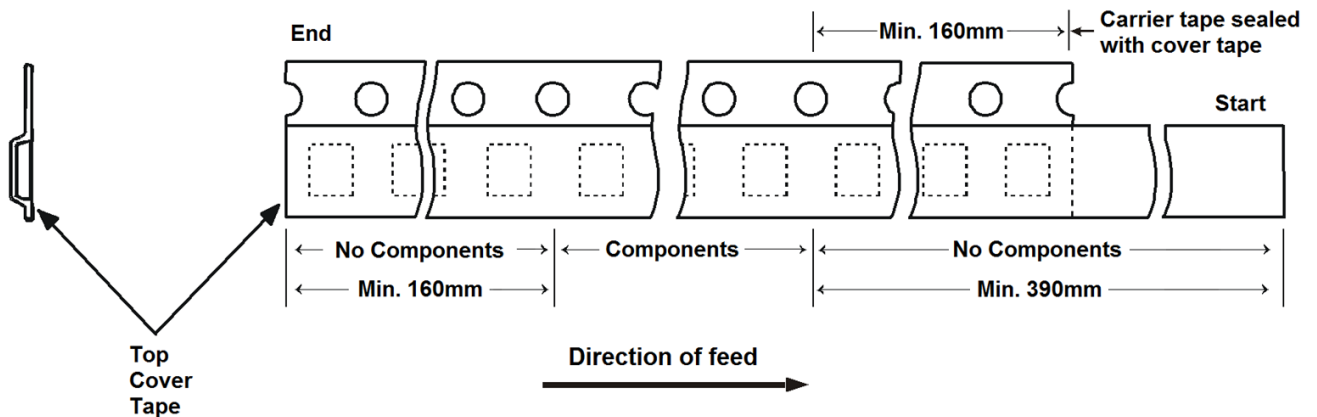 End
Min. 160mm
Carrier tape sealed
with cover tape
Start
No Components
Components
No Components
Min. 160mm
Min. 390mm
Top
Cover
Tape
Direction of feed